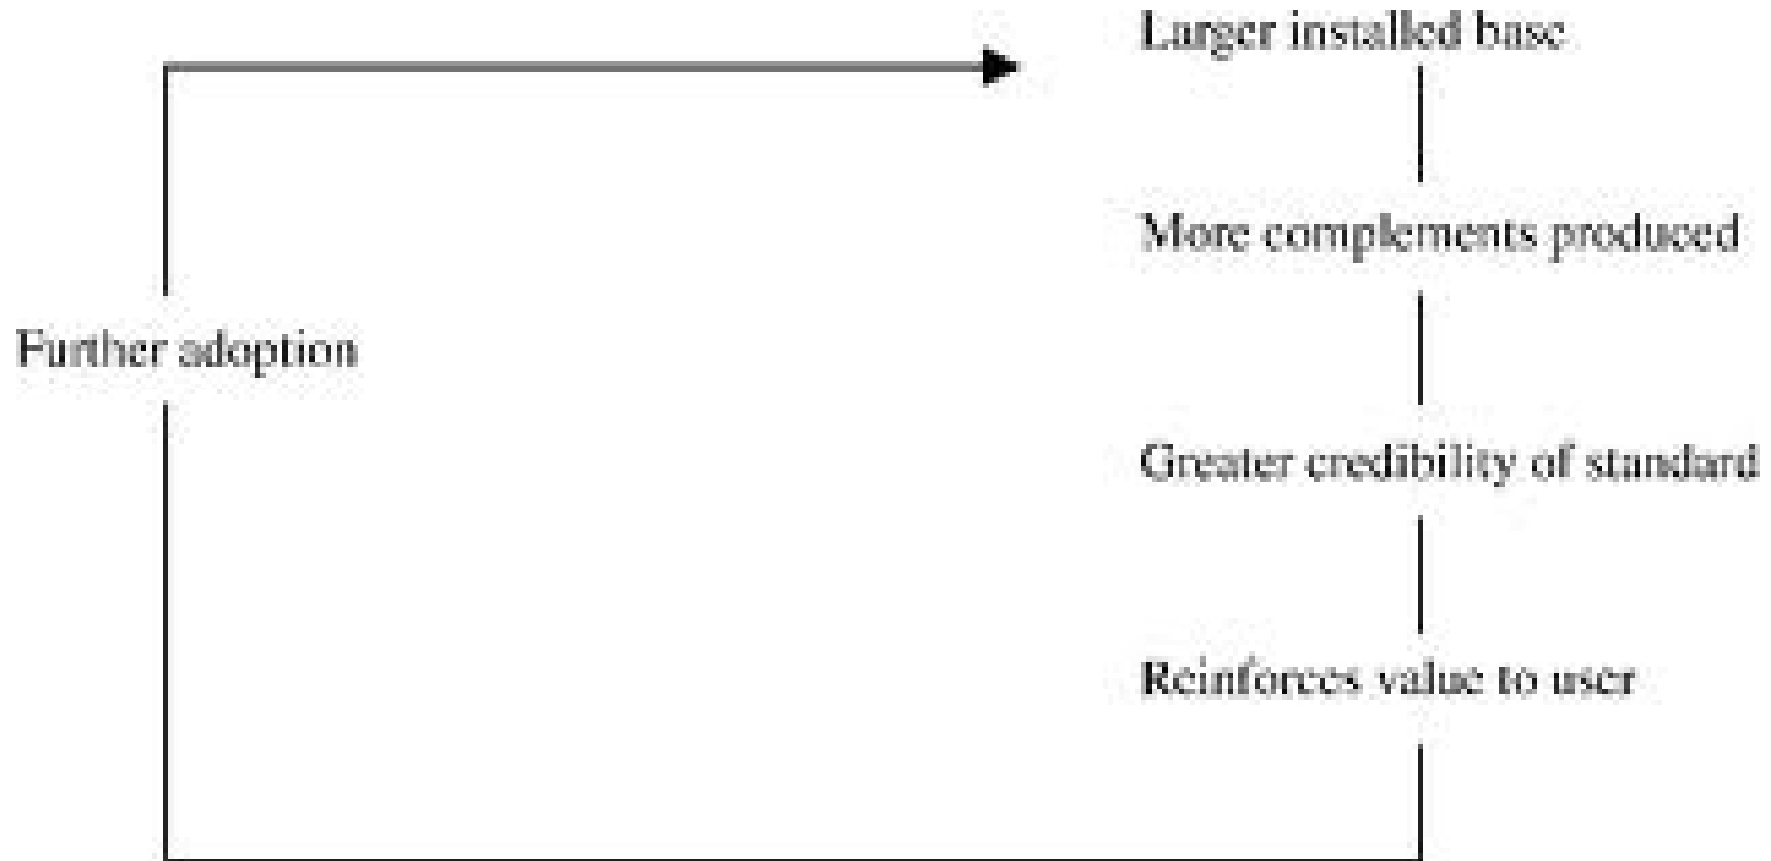 Larger installed base
More complements produced
Further adoption
Greater credibility of standard
Reinforces value to user